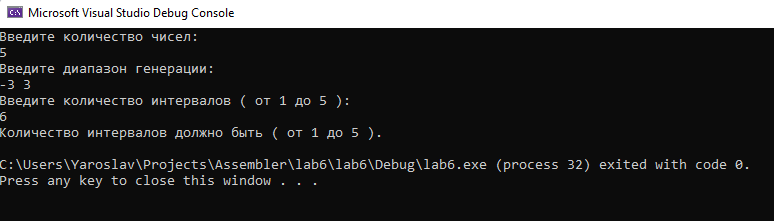 Microsoft Visual Studio Debug Console
Введите количество чисел:
5
Введите диапазон генерации:
-3 3
Введите количество интервалов ( от 1 до 5 ):
6
Количество интервалов должно быть ( от 1 до 5 ).
C:\Users\Yaroslav\Projects\Assembler\lab6\lab6\Debug\lab6.exe (process 32) exited with code 0.
Press any key to close this window . . .